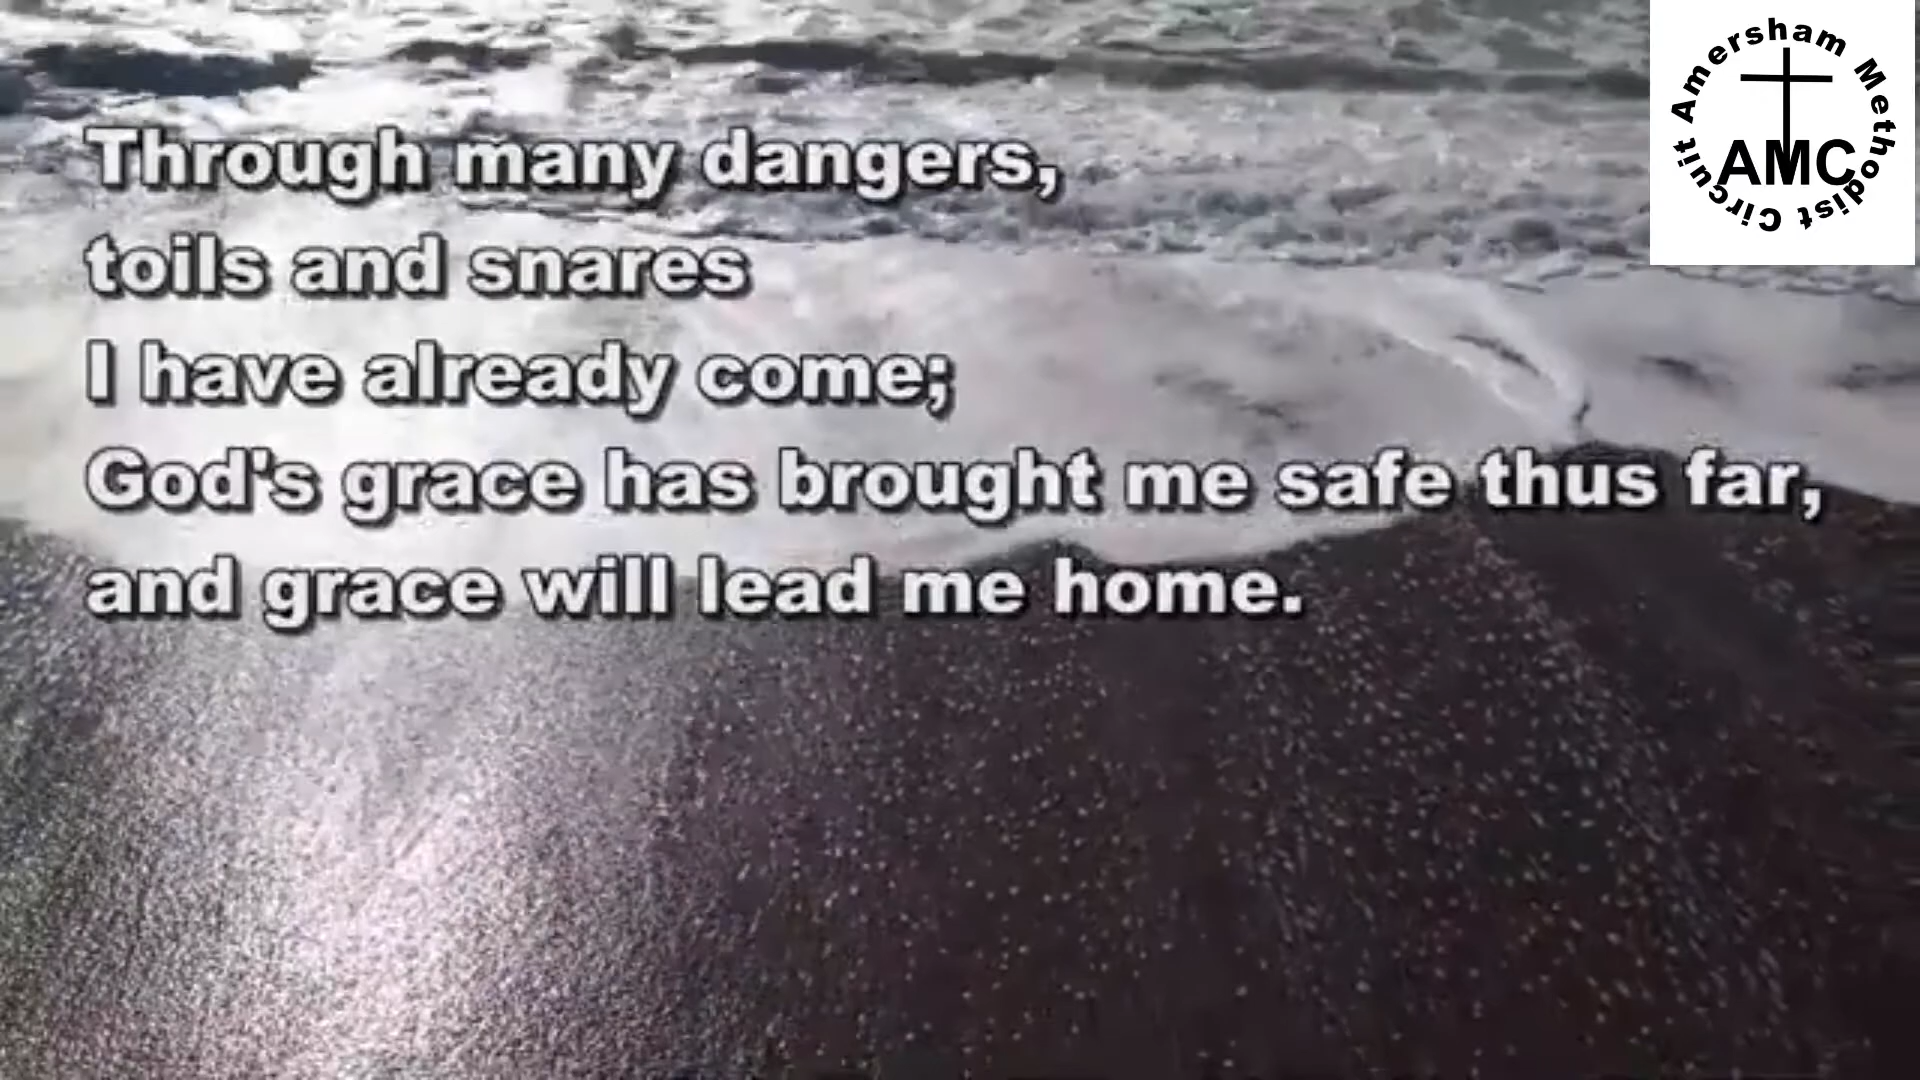 Through many dangers,
toils and snares
I have already come;
God's grace has brought me safe thus far,
and grace will lead me home.
Amersham Methodist Circuit
AMC